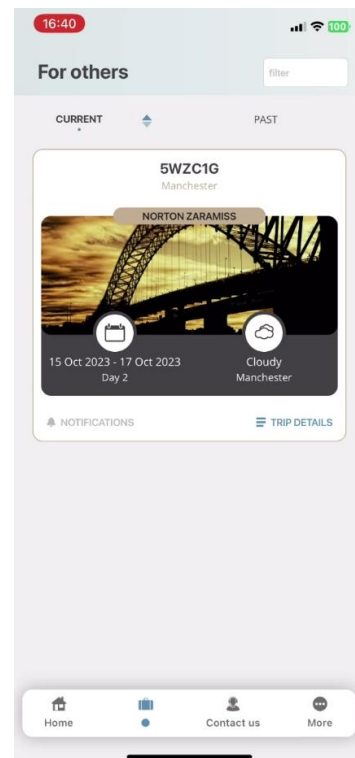 16:40
100
For others
filter
CURRENT
PAST
5WZC1G
Manchester
NORTON ZARAMISS
15 Oct 2023 - 17 Oct 2023
Day 2
Cloudy
Manchester
NOTIFICATIONS
TRIP DETAILS
Home
Contact us
More